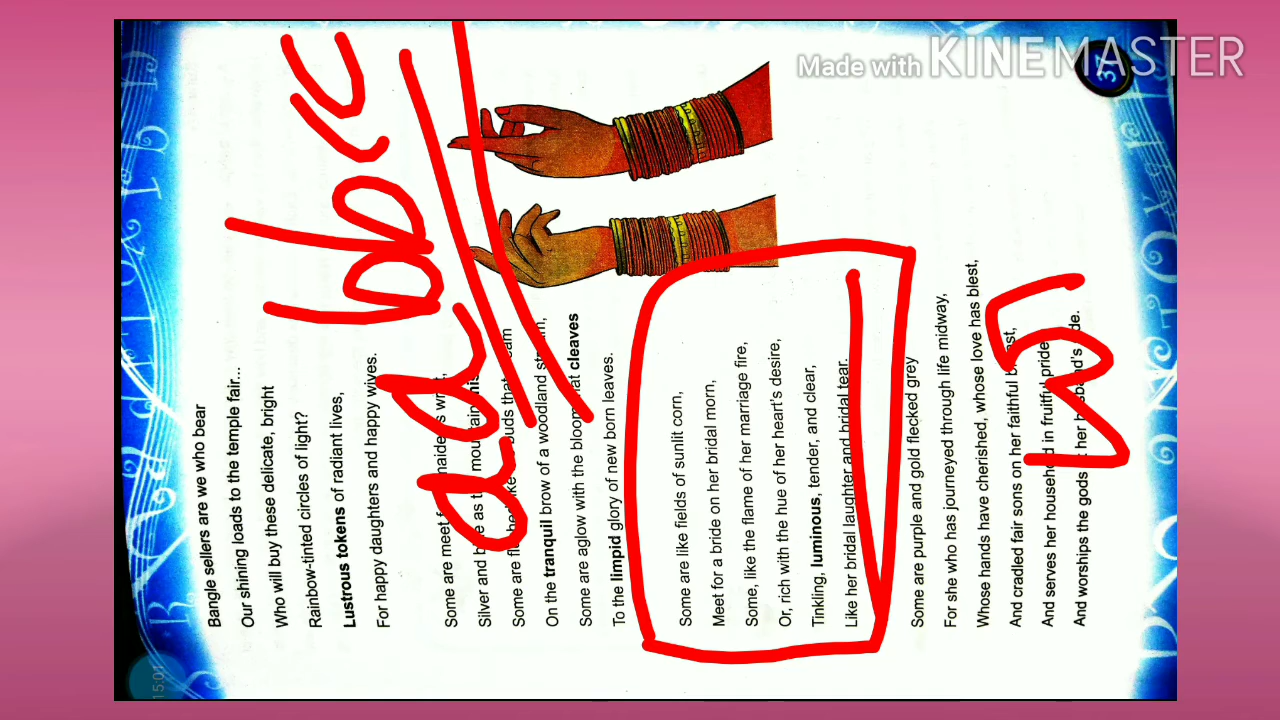 Made with KINEMASTER
37
Bangle sellers are we who bear
Our shining loads to the temple fair...
Who will buy these delicate, bright
Rainbow-tinted circles of light?
Lustrous tokens of radiant lives,
For happy daughters and happy wives.
Some are meet
Silver and as mountain
Some are
On the tranquil brow of a woodland
Some are aglow with the bloom cleaves
To the limpid glory of new born leaves.
Some are like fields of sunlit corn,
Meet for a bride on her bridal morn,
Some, like the flame of her marriage fire,
Or, rich with the hue of her heart's desire,
Tinkling, luminous, tender, and clear,
Like her bridal laughter and bridal tear.
Some are purple and gold flecked grey
For she who has journeyed through life midway,
Whose hands have cherished, whose love has blest,
And cradled fair sons on her faithful
And serves her household in fruitful pride
And worships the gods her
aabbcc
15:01